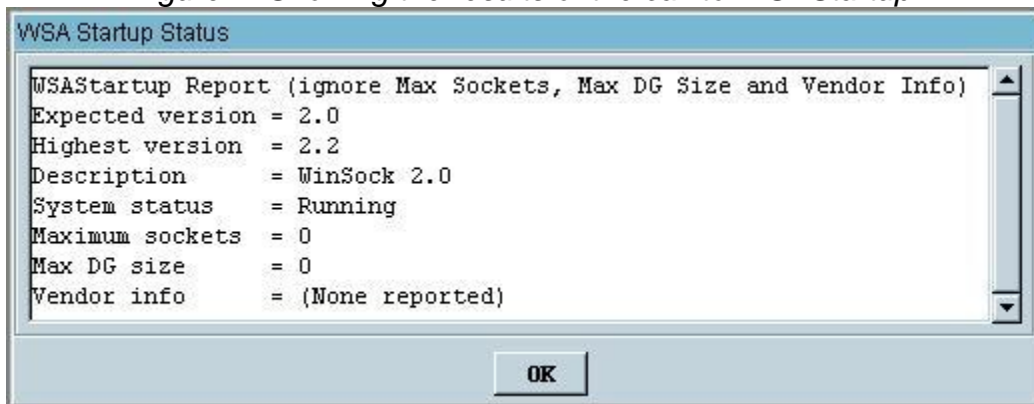 WSA Startup Status
WSAStartup Report (ignore Max Sockets, Max DG Size and Vendor Info)
Expected version = 2.0
Highest version = 2.2
Description = WinSock 2.0
System status = Running
Maximum sockets = 0
Max DG size = 0
Vendor info = (None reported)
OK